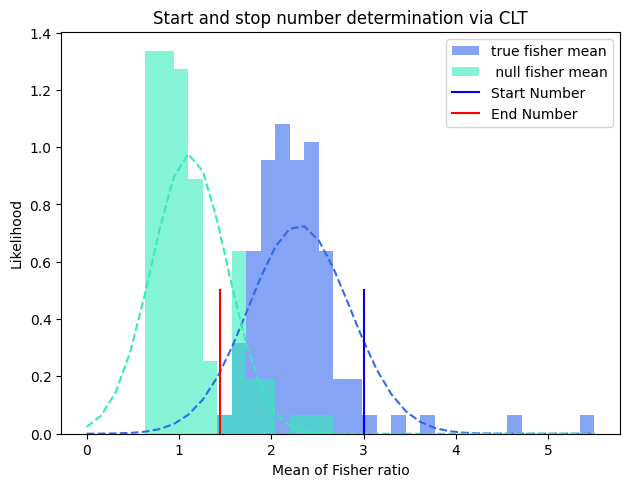 Start and stop number determination via CLT
1.4
1.2
1.0
0.8
0.6
0.4
0.2
0.0
Likelihood
true fisher mean
null fisher mean
Start Number
End Number
0 1 2 3 4 5
Mean of Fisher ratio